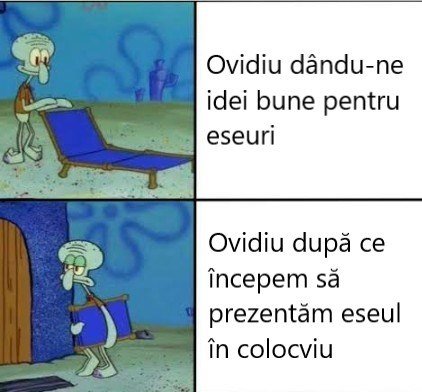 Ovidiu dându-ne
idei bune pentru
eseuri
Ovidiu după ce
începem să
prezentăm eseul
în colocviu